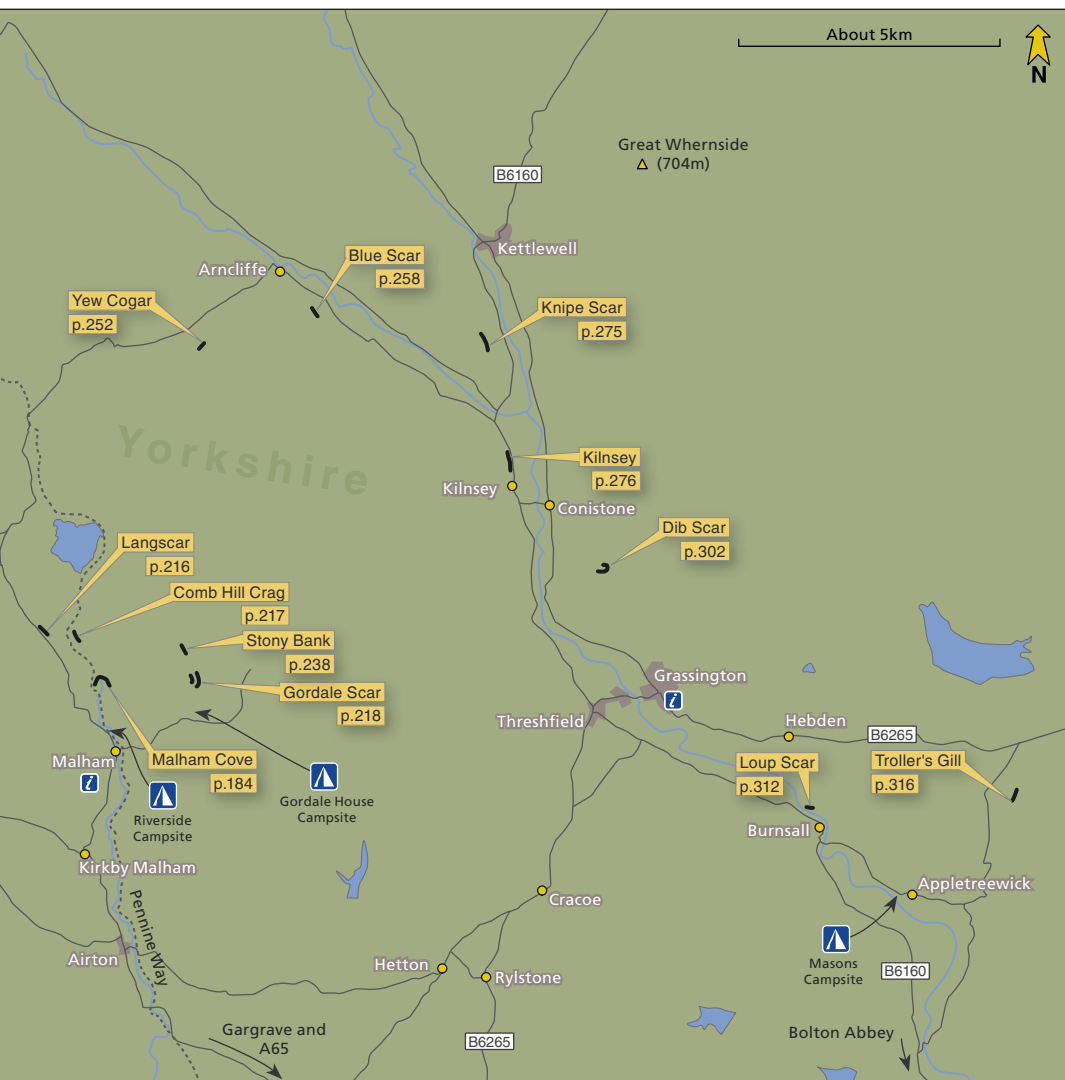 About 5km
N
Great Whernside
(704m)
B6160
Kettlewell
Blue Scar
p.258
Arncliffe
Yew Cogar
p.252
Knipe Scar
p.275
Yorkshire
Kilnsey
p.276
Kilnsey
Conistone
Dib Scar
p.302
Langscar
p.216
Comb Hill Crag
p.217
Stony Bank
p.238
Gordale Scar
p.218
Grassington
i
Threshfield
Hebden
B6265
Malham
i
Malham Cove
p.184
Loup Scar
p.312
Troller's Gill
p.316
Gordale House
Campsite
Riverside
Campsite
Burnsall
Kirkby Malham
Appletreewick
Cracoe
Pennine Way
Airton
Hetton
Rylstone
Masons
Campsite
B6160
Gargrave and
A65
B6265
Bolton Abbey